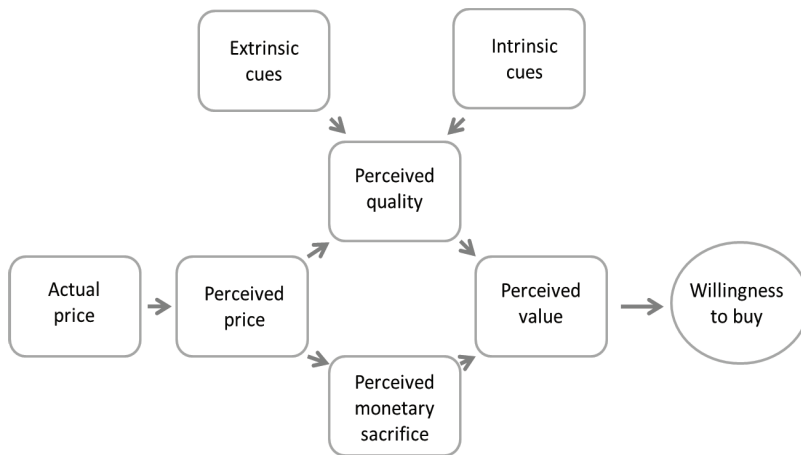 Extrinsic
cues
Intrinsic
cues
Perceived
quality
Actual
price
Perceived
price
Perceived
value
Willingness
to buy
Perceived
monetary
sacrifice